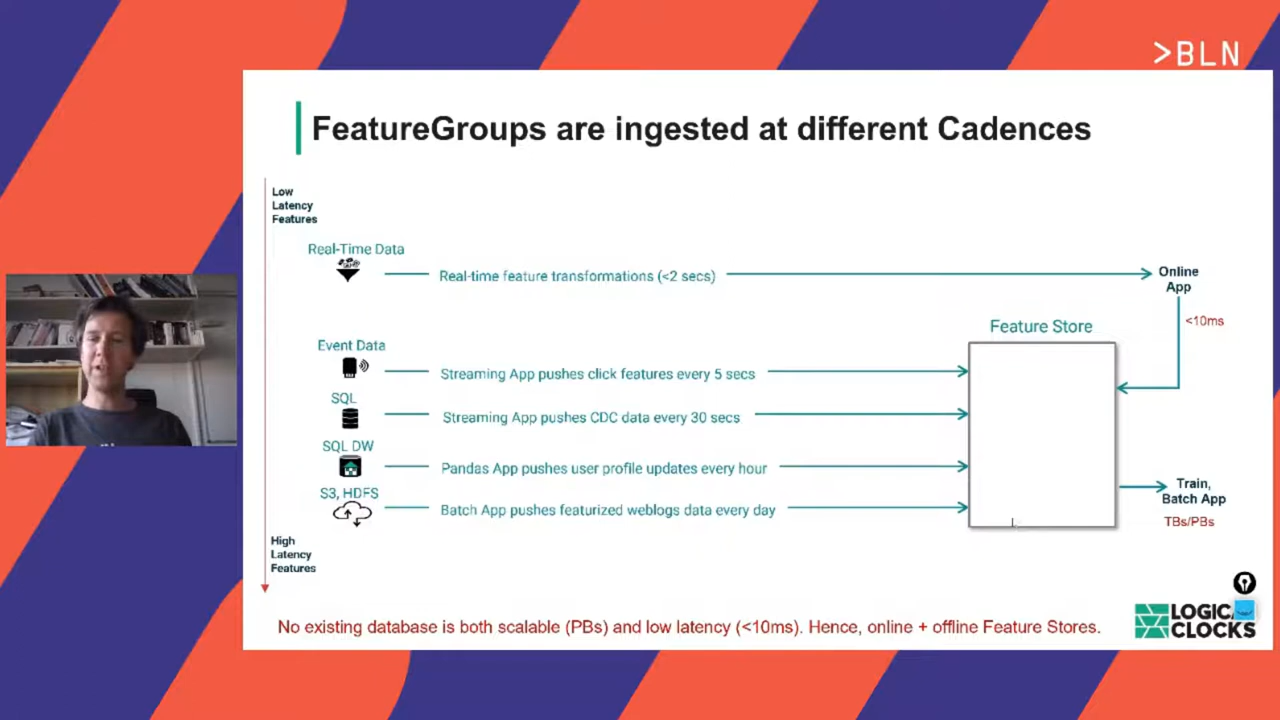 >BLN
FeatureGroups are ingested at different Cadences
Low
Latency
Features
Real-Time Data
Real-time feature transformations (<2 secs)
Online
App
<10ms
Feature Store
Event Data
Streaming App pushes click features every 5 secs
SQL
Streaming App pushes CDC data every 30 secs
SQL DW
Pandas App pushes user profile updates every hour
S3, HDFS
Batch App pushes featurized weblogs data every day
Train,
Batch App
TBs/PBs
High
Latency
Features
No existing database is both scalable (PBs) and low latency (<10ms). Hence, online + offline Feature Stores.
CLOCKS